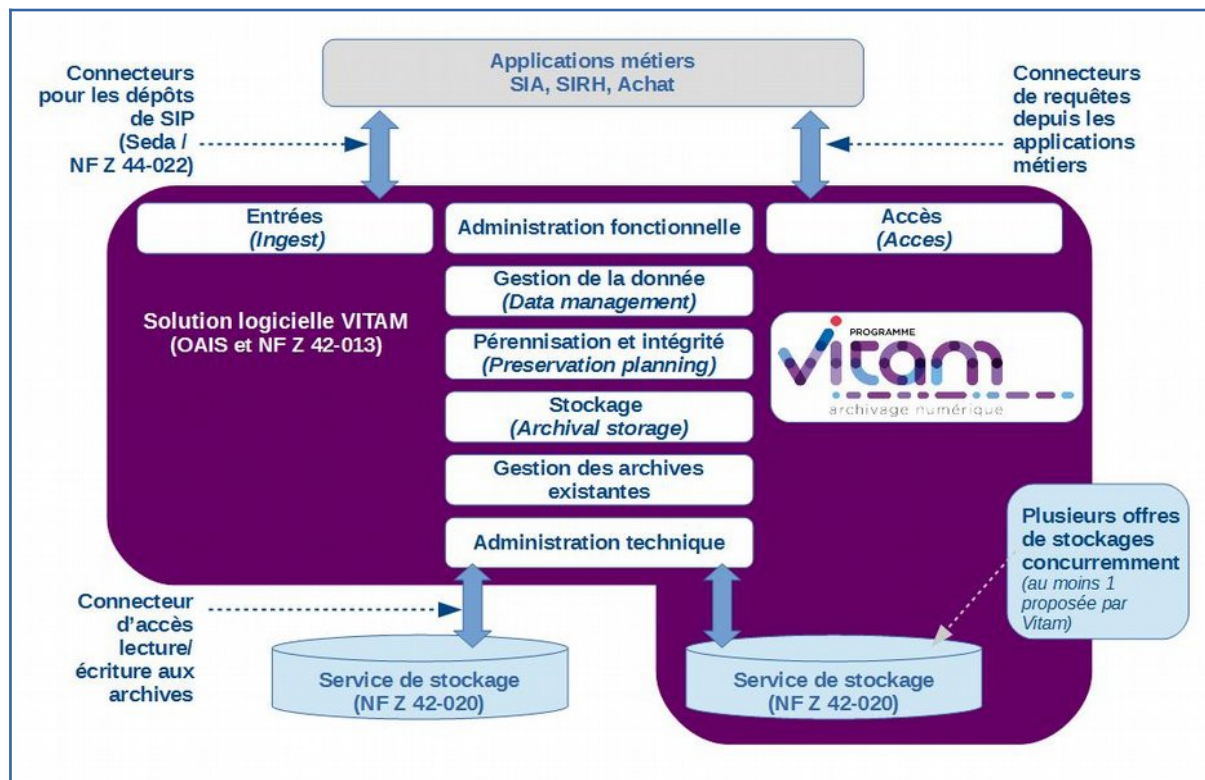 Applications métiers
SIA, SIRH, Achat
Connecteurs
pour les dépôts
de SIP
(Seda /
NF Z 44-022)
Connecteurs
de requêtes
depuis les
applications
métiers
Entrées
(Ingest)
Administration fonctionnelle
Accès
(Acces)
Gestion de la donnée
(Data management)
Solution logicielle VITAM
(OAIS et NF Z 42-013)
Pérennisation et intégrité
(Preservation planning)
PROGRAMME
vitam
archivage numérique
Stockage
(Archival storage)
Gestion des archives
existantes
Administration technique
Plusieurs offres
de stockages
concurremment
(au moins 1
proposée par
Vitam)
Connecteur
d'accès
lecture/
écriture aux
archives
Service de stockage
(NF Z 42-020)
Service de stockage
(NF Z 42-020)